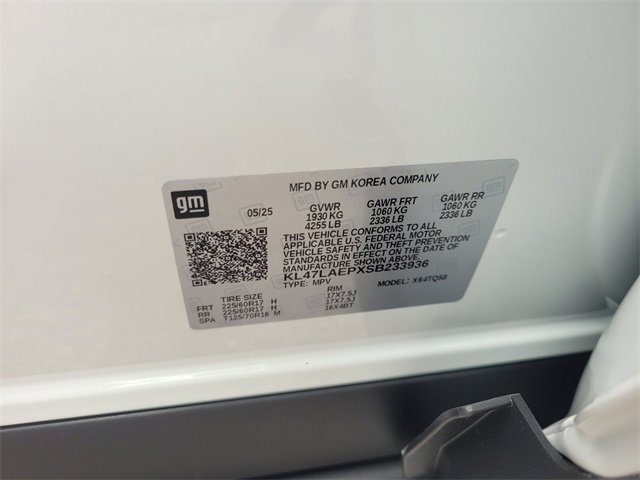 gm
MFD BY GM KOREA COMPANY
05/25 GVWR GAWR FRT GAWR RR
1930 KG 1060 KG 1060 KG
4255 LB 2336 LB 2336 LB
THIS VEHICLE CONFORMS TO ALL
APPLICABLE U.S. FEDERAL MOTOR
VEHICLE SAFETY AND THEFT PREVENTION
STANDARDS IN EFFECT ON THE DATE OF
MANUFACTURE SHOWN ABOVE.
KL47LAEPXSB233936
TYPE: MPV MODEL: X64TQ58
TIRE SIZE RIM
FRT 225/60R17 H 17X7.5J
RR 225/60R17 H 17X7.5J
SPA T125/70R16 M 16X4BT